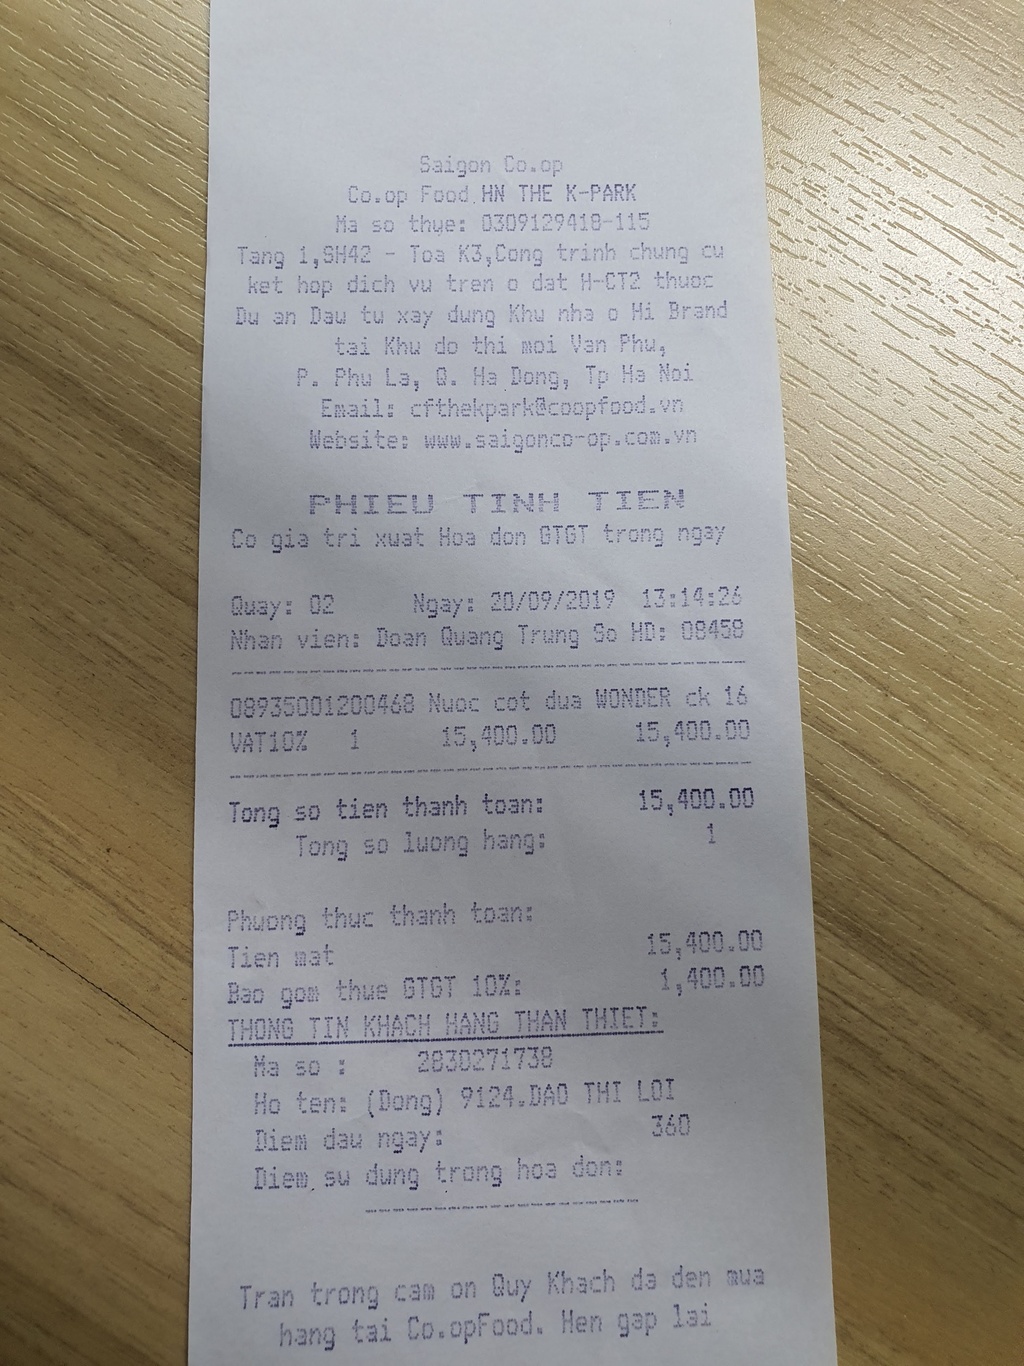 Saigon Co.op
Co.op Food HN THE K-PARK
Ma so thue: 0309129418-115
Tang 1,SH42 - Toa K3,Cong trinh chung cu
ket hop dich vu tren o dat H-CT2 thuoc
Du an Dau tu xay dung Khu nha o Hi Brand
tai Khu do thi moi Van Phu,
P. Phu La, Q. Ha Dong, Tp Ha Noi
Email: cfthekpark@coopfood.vn
Website: www.saigonco-op.com.vn
PHIEU TINH TIEN
Co gia tri xuat Hoa don GTGT trong ngay
Quay: 02 Ngay: 20/09/2019 13:14:26
Nhan vien: Doan Quang Trung So HD: 08458
08935001200468 Nuoc cot dua WONDER ck 16
VAT10% 1 15,400.00 15,400.00
Tong so tien thanh toan: 15,400.00
Tong so luong hang: 1
Phuong thuc thanh toan:
Tien mat 15,400.00
Bao gom thue GTGT 10%: 1,400.00
THONG TIN KHACH HANG THAN THIET:
Ma so : 2830271738
Ho ten: (Dong) 9124.DAO THI LOI
Diem dau ngay: 360
Diem su dung trong hoa don:
Tran trong cam on Quy Khach da den mua
hang tai Co.opFood. Hen gap lai